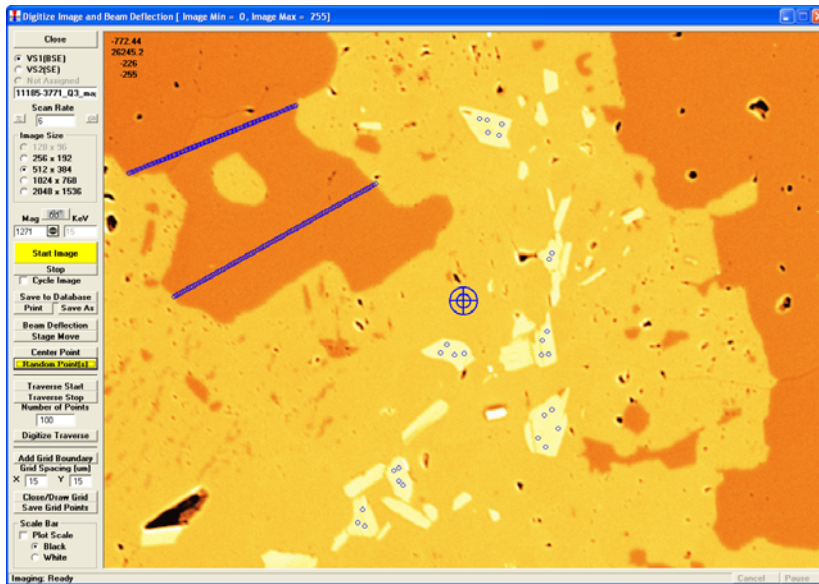 Digitize Image and Beam Deflection [ Image Min = 0, Image Max = 255]
Close
VS1(BSE)
VS2(SE)
Not Assigned
11185-3771_Q3_ma
Scan Rate
6
Image Size
128 x 96
256 x 192
512 x 384
1024 x 768
2048 x 1536
Mag KeV
1271 15
Start Image
Stop
Cycle Image
Save to Database
Print Save As
Beam Deflection
Stage Move
Center Point
Random Point(s)
Traverse Start
Traverse Stop
Number of Points
100
Digitize Traverse
Add Grid Boundary
Grid Spacing (um)
X 15 Y 15
Close/Draw Grid
Save Grid Points
Scale Bar
Plot Scale
Black
White
Imaging: Ready
-772.44
26245.2
-226
-255
Cancel Pause